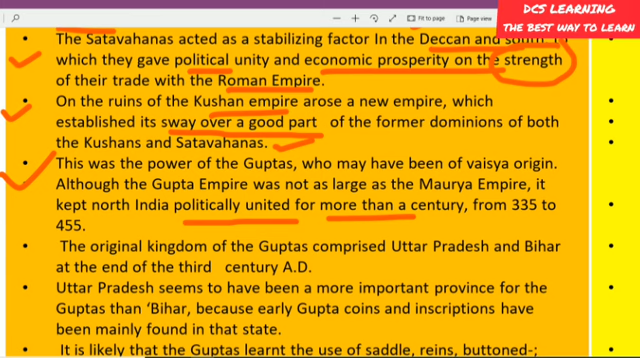 DCS LEARNING
THE BEST WAY TO LEARN
Fit to page
Page view
The Satavahanas acted as a stabilizing factor In the Deccan and south
which they gave political unity and economic prosperity on the strength
of their trade with the Roman Empire.
On the ruins of the Kushan empire arose a new empire, which
established its sway over a good part of the former dominions of both
the Kushans and Satavahanas.
This was the power of the Guptas, who may have been of vaisya origin.
Although the Gupta Empire was not as large as the Maurya Empire, it
kept north India politically united for more than a century, from 335 to
455.
The original kingdom of the Guptas comprised Uttar Pradesh and Bihar
at the end of the third century A.D.
Uttar Pradesh seems to have been a more important province for the
Guptas than ‘Bihar, because early Gupta coins and inscriptions have
been mainly found in that state.
It is likely that the Guptas learnt the use of saddle, reins, buttoned-;